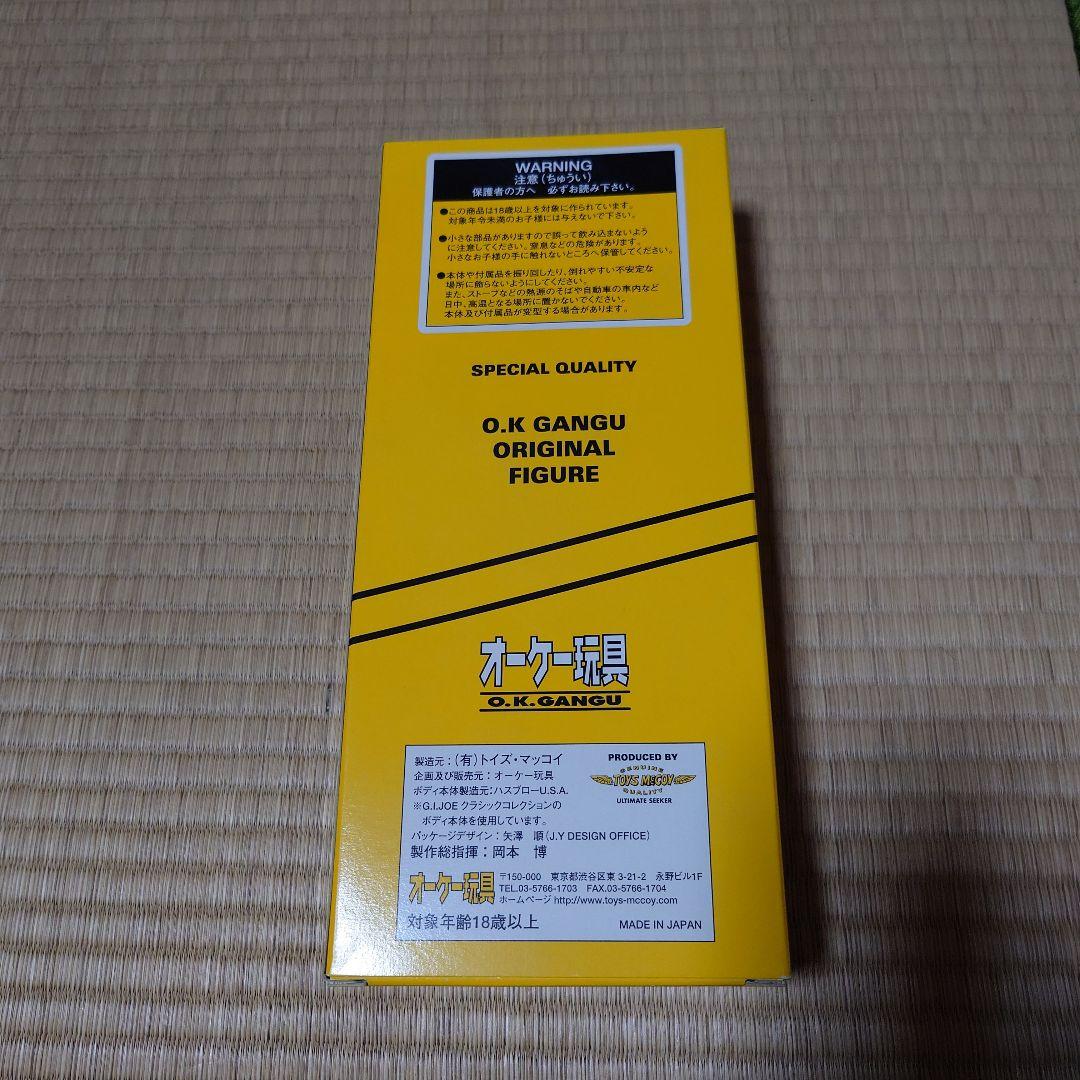 WARNING
注意(ちゅうい)
保護者の方へ 必ずお読み下さい。
●この商品は18歳以上を対象に作られています。
対象年令未満のお子様には与えないで下さい。
●小さな部品がありますので誤って飲み込まないよう
に注意してください。窒息などの危険があります。
小さなお子様の手に触れないところへ保管してください。
●本体や付属品を振り回したり、倒れやすい不安定な
場所に飾らないようにしてください。
また、ストーブなどの熱源のそばや自動車の車内など
日中、高温となる場所に置かないでください。
本体及び付属品が変型する場合があります。
SPECIAL QUALITY
O.K GANGU
ORIGINAL
FIGURE
オーケー玩具
O.K.GANGU
製造元:(有)トイズ・マッコイ
企画及び販売元:オーケー玩具
ボディ本体製造元:ハスブローU.S.A.
※G.I.JOE クラシックコレクションの
ボディ本体を使用しています。
パッケージデザイン:矢澤 順(J.Y DESIGN OFFICE)
製作総指揮:岡本 博
PRODUCED BY
GENUINE
TOYS McCOY
QUALITY
ULTIMATE SEEKER
オーケー玩具
〒150-000 東京都渋谷区東 3-21-2 永野ビル1F
TEL.03-5766-1703 FAX.03-5766-1704
ホームページ http://www.toys-mccoy.com
対象年齢18歳以上
MADE IN JAPAN